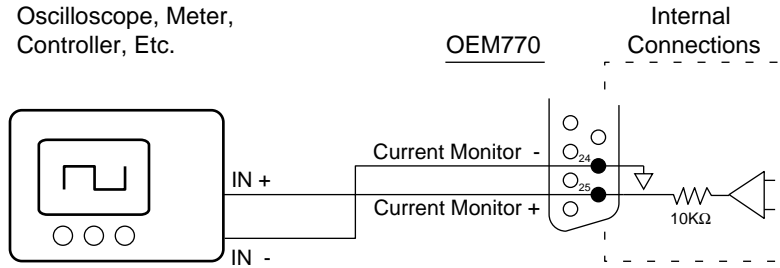 Oscilloscope, Meter,
Controller, Etc.
OEM770
Internal
Connections
Current Monitor -
24
IN +
25
Current Monitor +
10KΩ
IN -